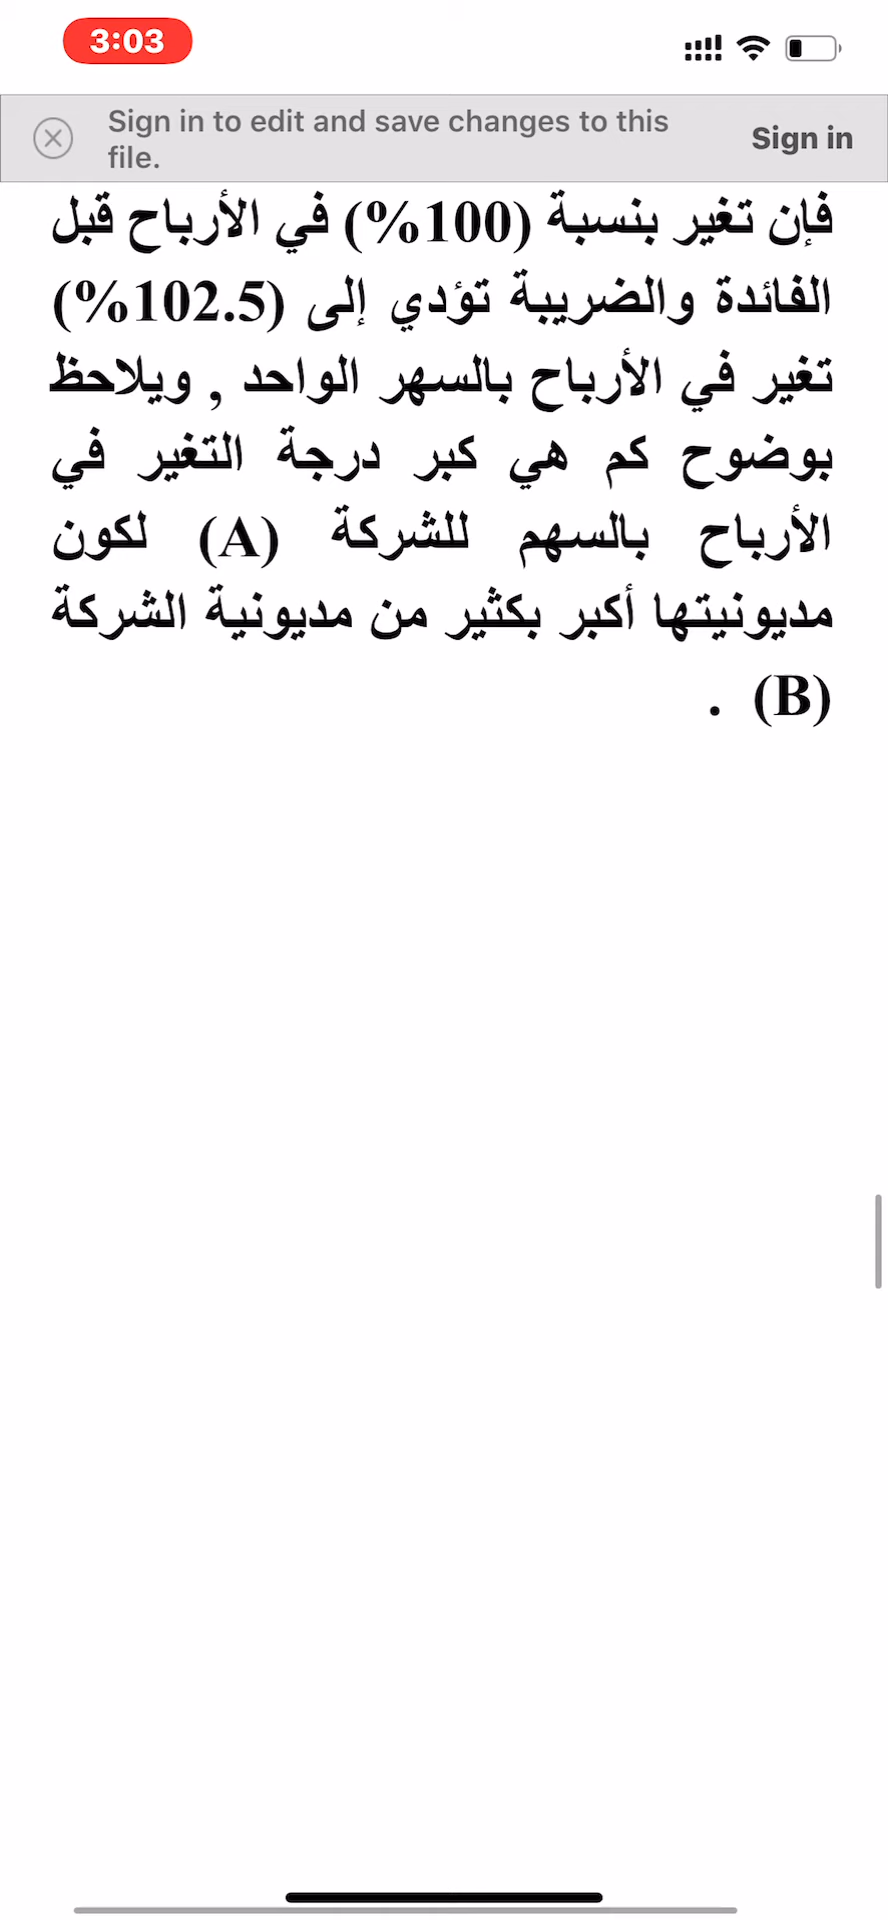 3:03
Sign in to edit and save changes to this
file.
Sign in
فإن تغير بنسبة (100%) في الأرباح قبل
الفائدة والضريبة تؤدي إلى (102.5%)
تغير في الأرباح بالسهر الواحد , ويلاحظ
بوضوح كم هي كبر درجة التغير في
الأرباح بالسهم للشركة (A) لكون
مديونيتها أكبر بكثير من مديونية الشركة
(B) .